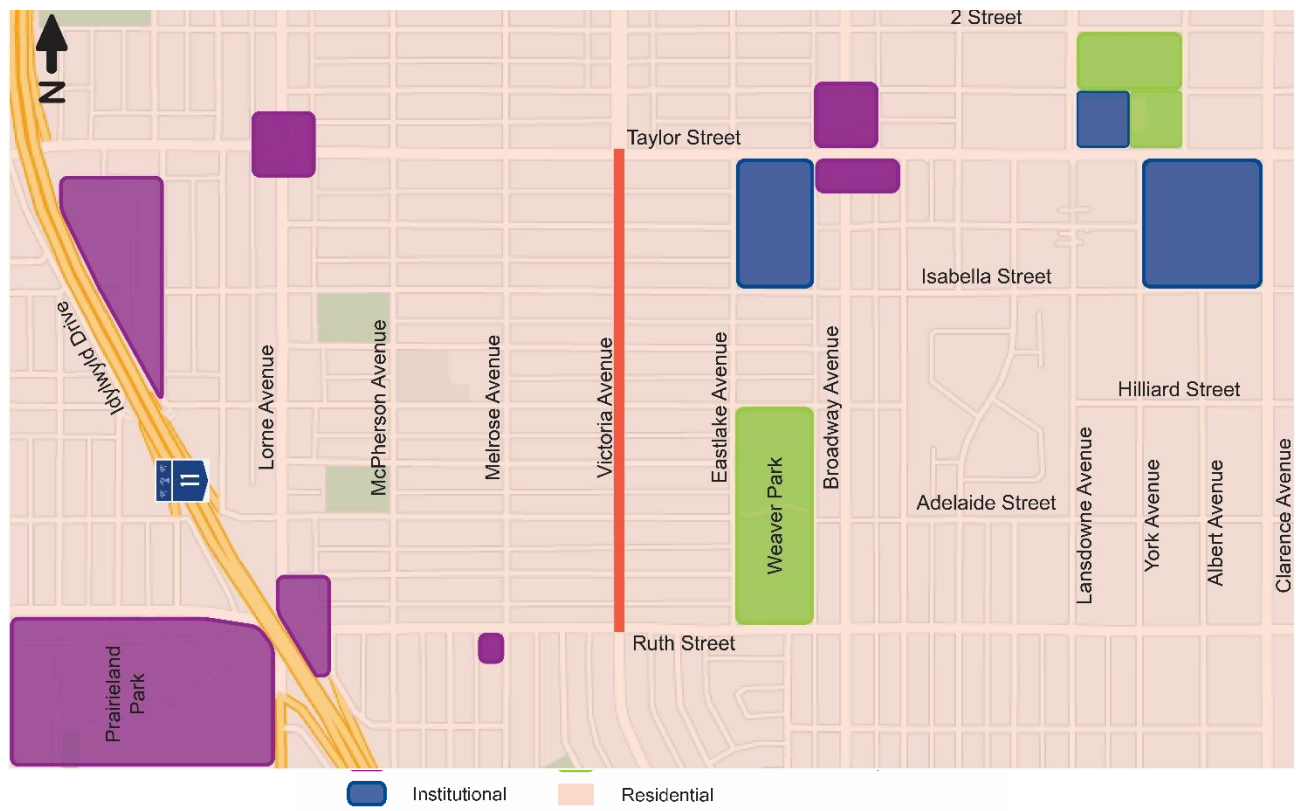 2 Street
N
Taylor Street
Isabella Street
Idylwyld Drive
Lorne Avenue
McPherson Avenue
Melrose Avenue
Victoria Avenue
Eastlake Avenue
Broadway Avenue
Hilliard Street
11
Weaver Park
Adelaide Street
Lansdowne Avenue
York Avenue
Albert Avenue
Clarence Avenue
Ruth Street
Prairieland
Park
Institutional
Residential